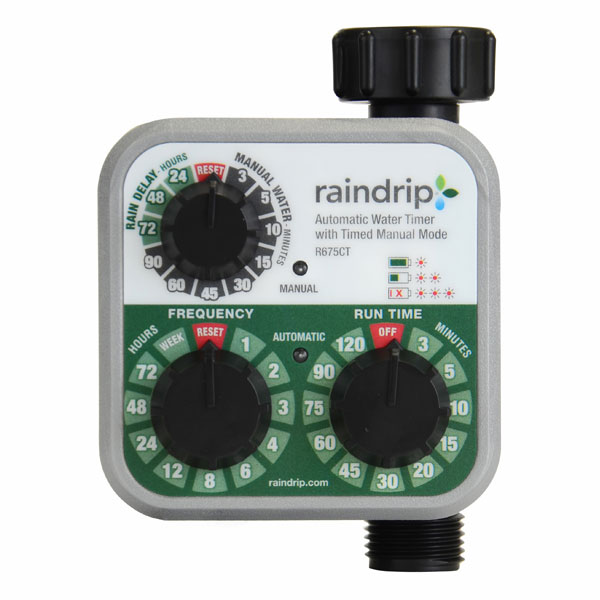 RAIN DELAY - HOURS
24
48
72
RESET
MANUAL WATER - MINUTES
3
5
10
15
30
45
60
90
MANUAL
raindrip
Automatic Water Timer
with Timed Manual Mode
R675CT
X
FREQUENCY
HOURS
RESET
1
2
3
4
6
8
12
24
48
72
WEEK
AUTOMATIC
RUN TIME
MINUTES
OFF
3
5
10
15
20
30
45
60
75
90
120
raindrip.com